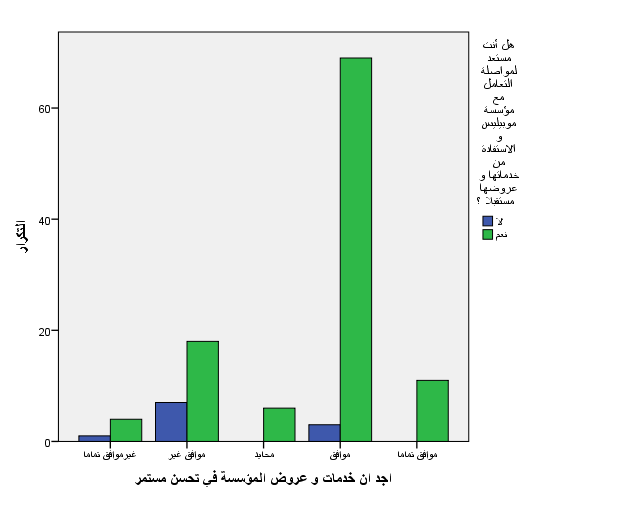 هل أنت
مستعد
لمواصلة
التعامل
مع
مؤسسة
موبيليس
و
الاستفادة
من
خدماتها و
عروضها
مستقبلا ؟
لا
نعم
60
40
20
0
التكرار
غيرموافق تماما
موافق غير
محايد
موافق
موافق تماما
اجد ان خدمات و عروض المؤسسة في تحسن مستمر